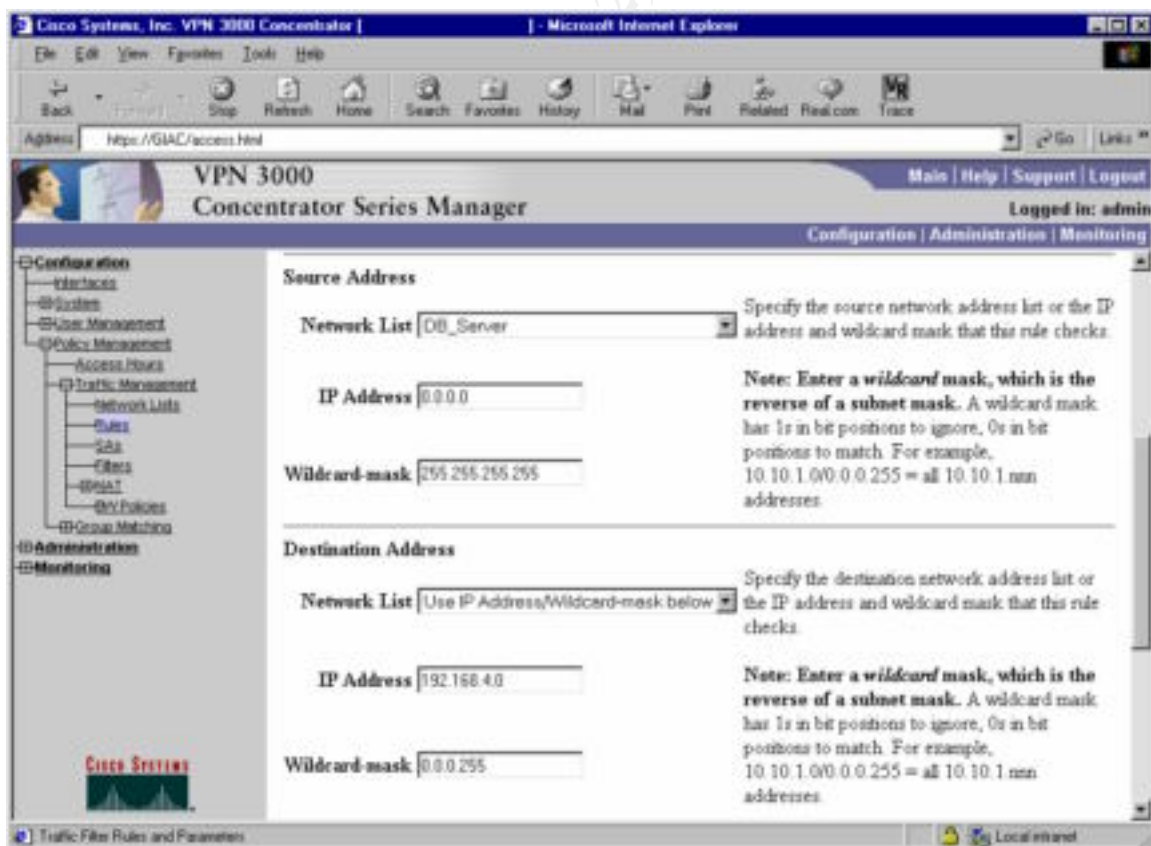 Cisco Systems, Inc. VPN 3000 Concentrator [ ] - Microsoft Internet Explorer
File Edit View Favorites Tools Help
Back Forward Stop Refresh Home Search Favorites History Mail Print Related Real.com Trace
Address https://GIAC/access.html Go Links »
VPN 3000
Concentrator Series Manager
Main | Help | Support | Logout
Logged in: admin
Configuration | Administration | Monitoring
Configuration
Interfaces
System
User Management
Policy Management
Access Hours
Traffic Management
Network Lists
Rules
SAs
Filters
NAT
BW Policies
Group Matching
Administration
Monitoring
Source Address
Network List DB_Server
Specify the source network address list or the IP
address and wildcard mask that this rule checks.
IP Address 0.0.0.0
Wildcard-mask 255.255.255.255
Note: Enter a wildcard mask, which is the
reverse of a subnet mask. A wildcard mask
has 1s in bit positions to ignore, 0s in bit
positions to match. For example,
10.10.1.0/0.0.0.255 = all 10.10.1.nnn
addresses.
Destination Address
Network List Use IP Address/Wildcard-mask below
Specify the destination network address list or
the IP address and wildcard mask that this rule
checks.
IP Address 192.168.4.0
Wildcard-mask 0.0.0.255
Note: Enter a wildcard mask, which is the
reverse of a subnet mask. A wildcard mask
has 1s in bit positions to ignore, 0s in bit
positions to match. For example,
10.10.1.0/0.0.0.255 = all 10.10.1.nnn
addresses.
Cisco Systems
Traffic Filter Rules and Parameters
Local intranet